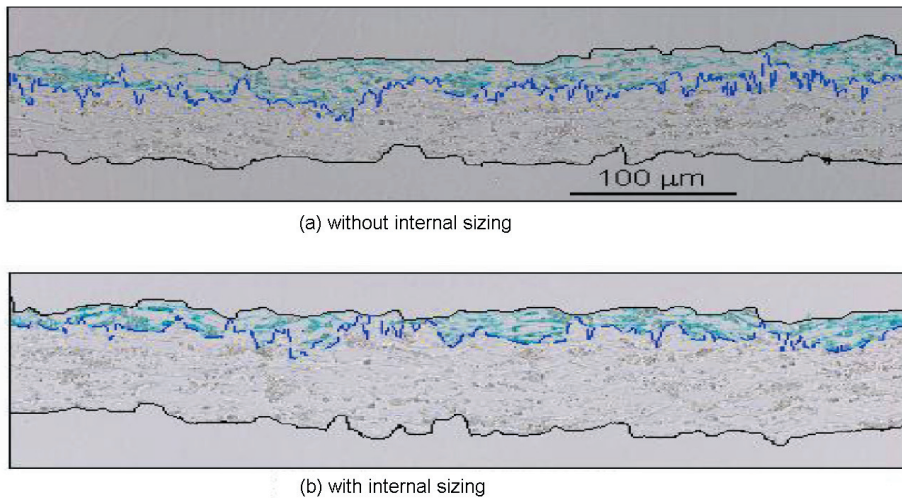 100 μm
(a) without internal sizing
(b) with internal sizing